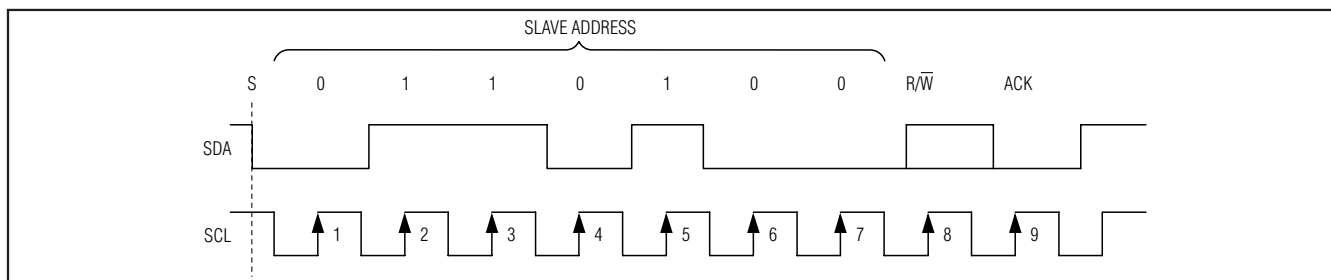 SLAVE ADDRESS
S 0 1 1 0 1 0 0 R/W̅ ACK
SDA
SCL 1 2 3 4 5 6 7 8 9